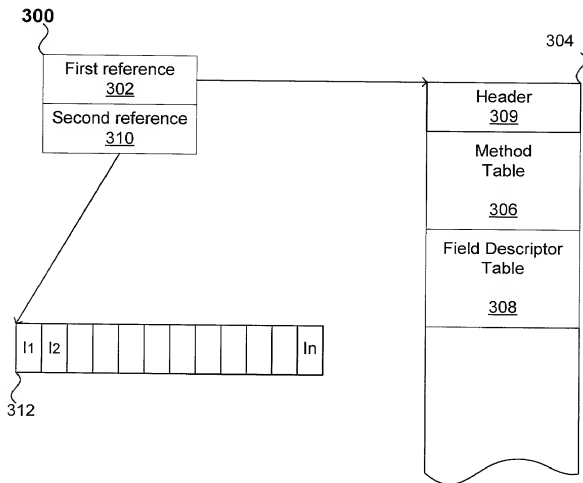 300
304
First reference
302
Second reference
310
Header
309
Method
Table
306
Field Descriptor
Table
308
I1 I2 In
312